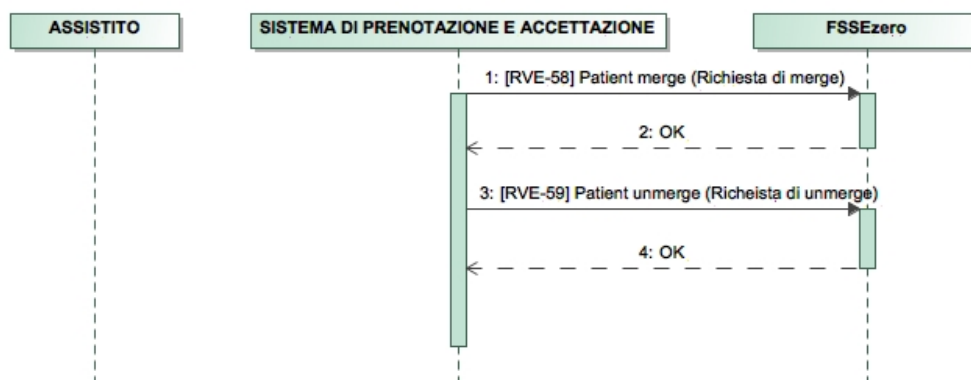 ASSISTITO
SISTEMA DI PRENOTAZIONE E ACCETTAZIONE
FSSEzero
1: [RVE-58] Patient merge (Richiesta di merge)
2: OK
3: [RVE-59] Patient unmerge (Richeista di unmerge)
4: OK